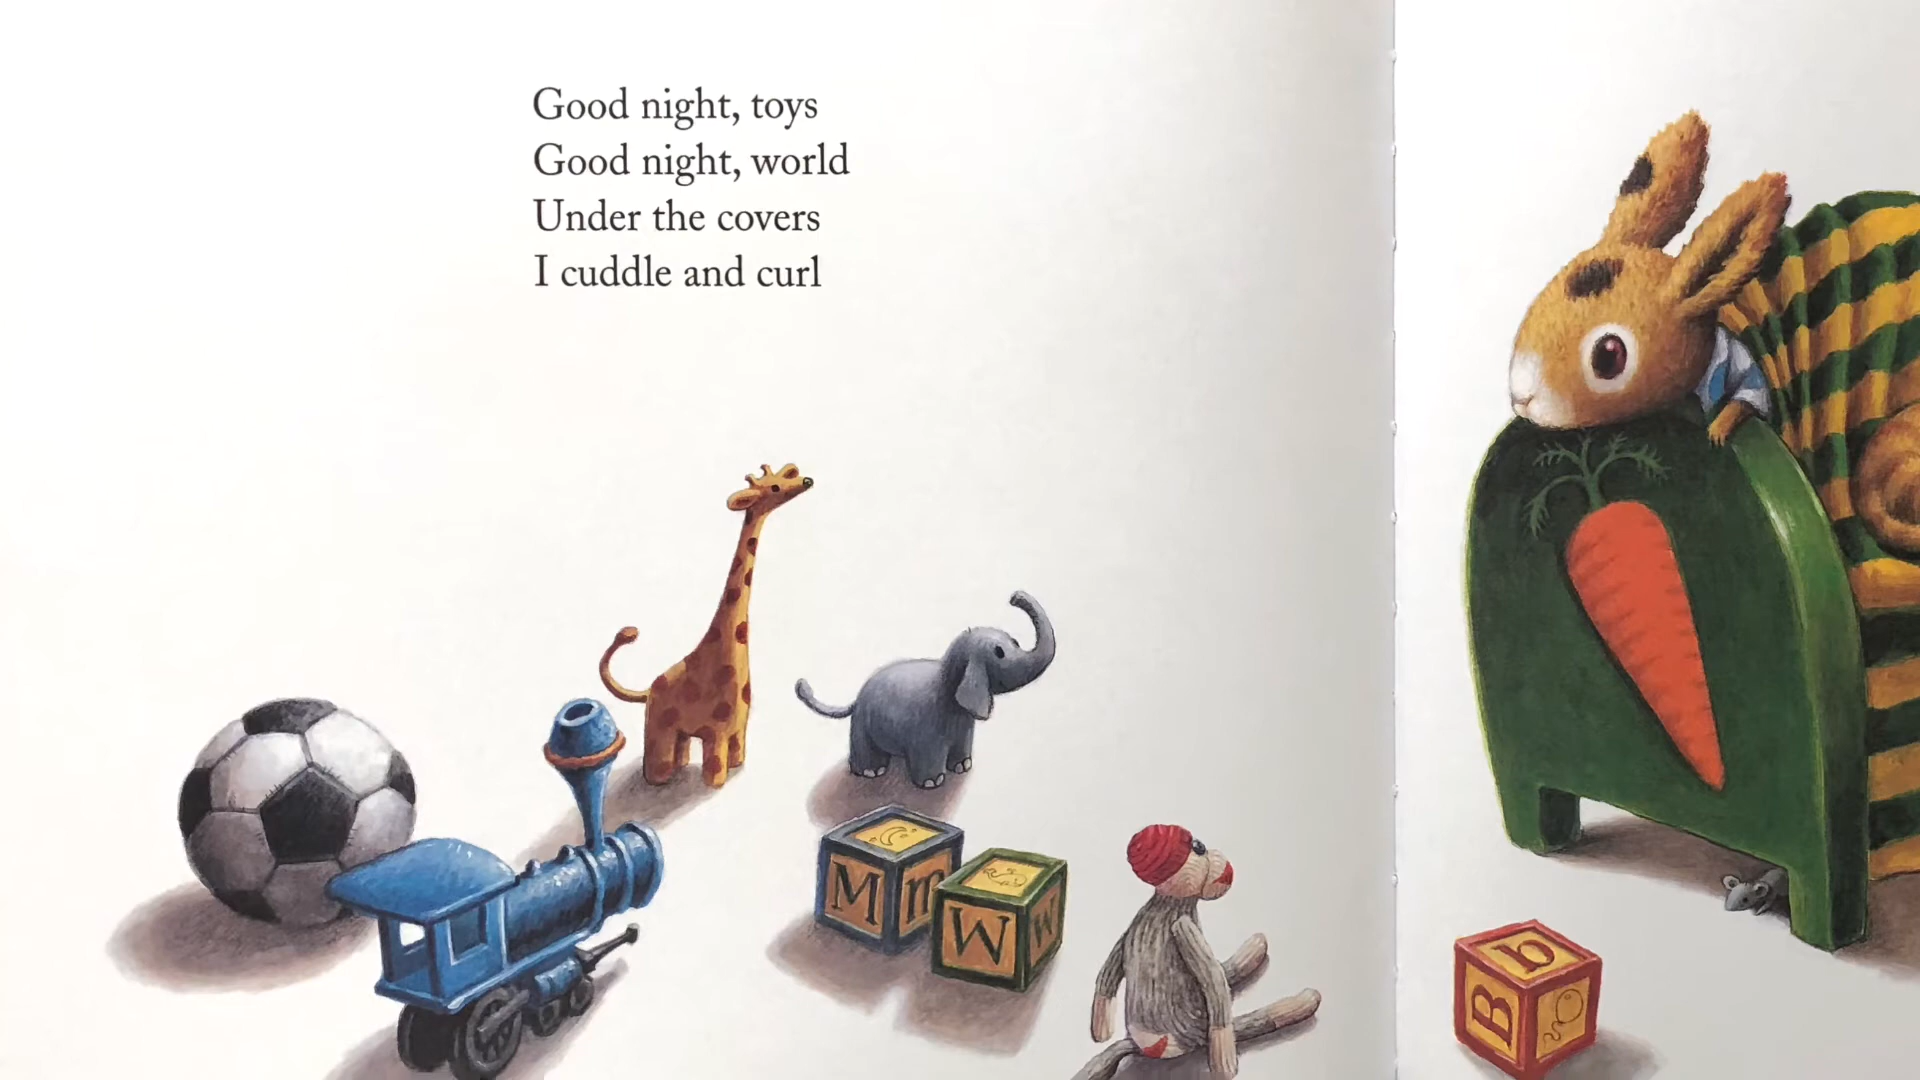 Good night, toys
Good night, world
Under the covers
I cuddle and curl
M m
W w
b
B